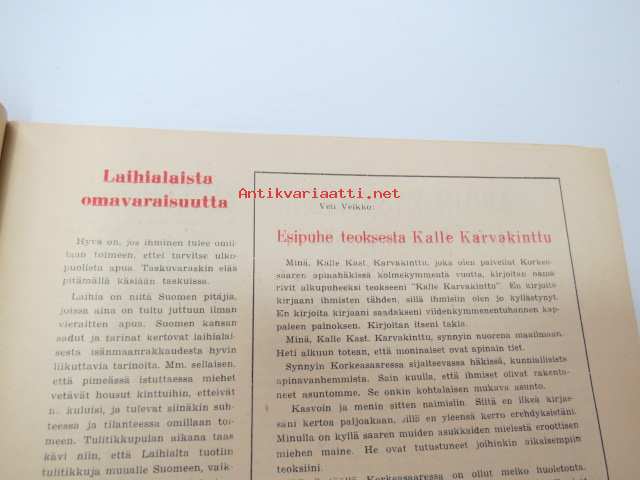 Laihialaista
omavaraisuutta
Hyvä on, jos ihminen tulee omil-
laan toimeen, ettei tarvitse ulko-
puolista apua. Taskuvaraskin elää
pitämällä käsiään taskuissa.
Laihia on niitä Suomen pitäjiä,
joissa aina on tultu juttuun ilman
vieraitten apua. Suomen kansan
sadut ja tarinat kertovat laihialai-
sesta isänmaanrakkaudesta hyvin
liikuttavia tarinoita. Mm. sellaisen,
että pimeässä istuttaessa miehet
vetävät housut kinttuihin, etteivät
ne kuluisi, ja tulevat siinäkin suh-
teessa ja tilanteessa omillaan toi-
meen. Tulitikkupulan aikana taas
kävi niin, että Laihialta tuotiin
tulitikkuja muualle Suomeen, vaik-
Antikvariaatti.net
Veli Veikko:
Esipuhe teoksesta Kalle Karvakinttu
Minä, Kalle Kast. Karvakinttu, joka olen palvellut Korkea-
saaren apinahäkissä kolmekymmentä vuotta, kirjoitan nämä
rivit alkupuheeksi teokseeni "Kalle Karvakinttu". En kirjoita
kirjaani ihmisten tähden, sillä ihmisiin olen jo kyllästynyt.
En kirjoita kirjaani saadakseni viidenkymmenentuhannen kap-
paleen painoksen. Kirjoitan itseni takia.
Minä, Kalle Kast. Karvakinttu, synnyin nuorena maailmaan.
Heti alkuun totean, että moninaiset ovat apinain tiet.
Synnyin Korkeasaaressa sijaitsevassa häkissä, kunniallisista
apinavanhemmista. Sain kuulla, että ihmiset olivat rakenta-
neet asuntomme. Se onkin kohtalaisen mukava asunto.
Kasvoin ja menin sitten naimisiin. Siitä en ilkeä kirjas-
sani kertoa paljoakaan, sillä en yleensä kerro erehdyksistäni.
Minulla on kyllä saaren muiden asukkaiden mielestä eroottisen
miehen maine. He ovat tutustuneet joihinkin aikaisempiin
teoksiini.
Korkeasaaressa on ollut melko huoletonta.